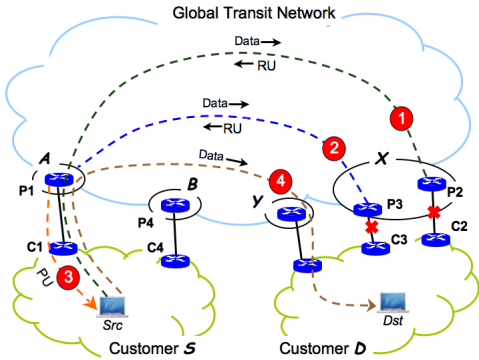 Global Transit Network
Data
RU
1
Data
RU
2
A
P1
Data
4
X
P2
B
P4
Y
P3
C1
C4
C3
C2
PU
3
Src
Dst
Customer S
Customer D